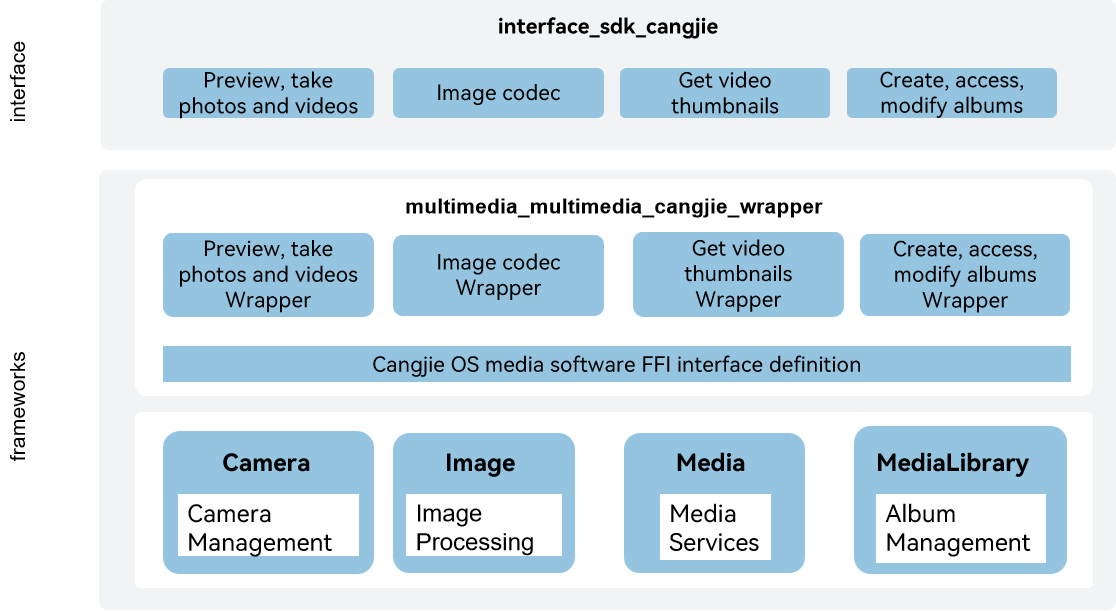 interface
interface_sdk_cangjie
Preview, take
photos and videos
Image codec
Get video
thumbnails
Create, access,
modify albums
frameworks
multimedia_multimedia_cangjie_wrapper
Preview, take
photos and videos
Wrapper
Image codec
Wrapper
Get video
thumbnails
Wrapper
Create, access,
modify albums
Wrapper
Cangjie OS media software FFI interface definition
Camera
Camera
Management
Image
Image
Processing
Media
Media
Services
MediaLibrary
Album
Management